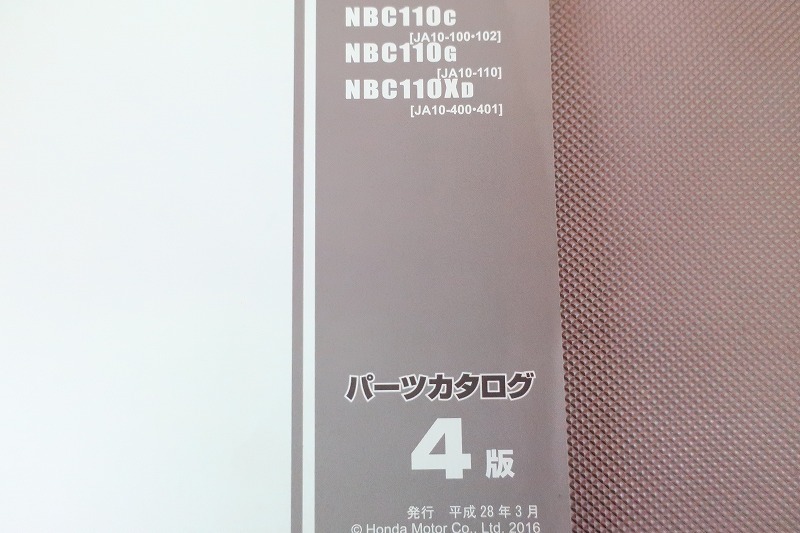 NBC110C
[JA10-100･102]
NBC110G
[JA10-110]
NBC110XD
[JA10-400･401]
パーツカタログ
4版
発行 平成28年3月
© Honda Motor Co., Ltd. 2016